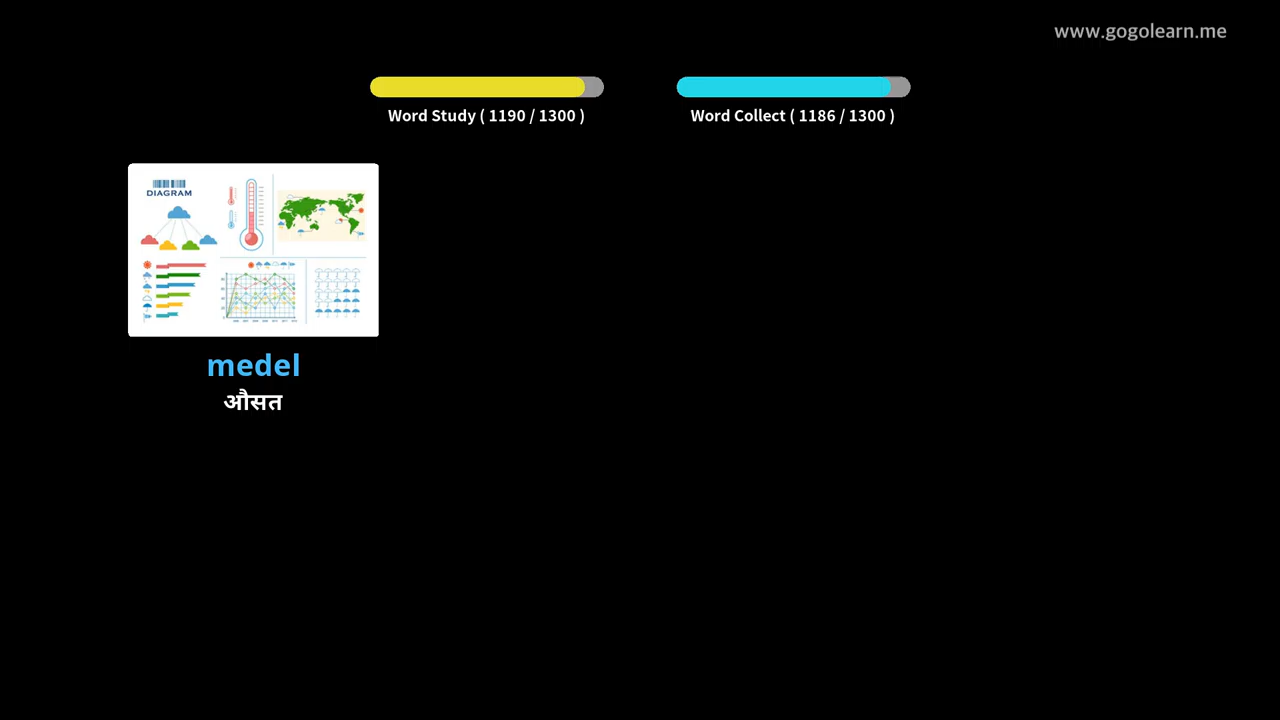 www.gogolearn.me
Word Study ( 1190 / 1300 )
Word Collect ( 1186 / 1300 )
DIAGRAM
medel
औसत